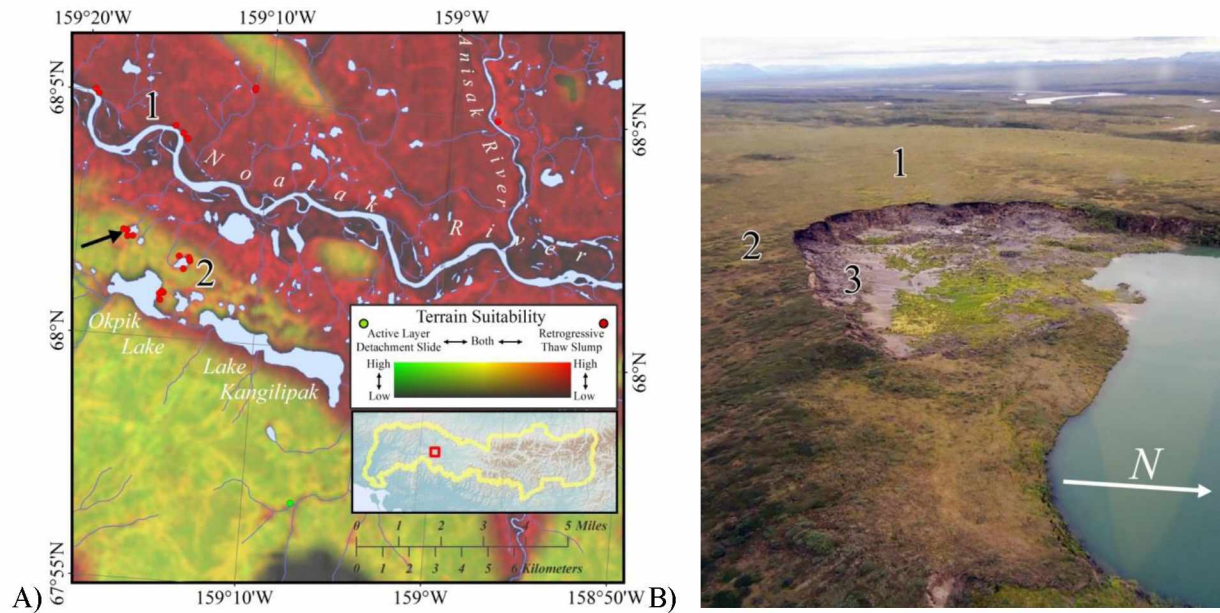 159°20'W
159°10'W
159°W
68°5'N
68°5'N
Anisak River
1
Noatak River
2
Okpik
Lake
Lake
Kangilipak
68°N
68°N
Terrain Suitability
Active Layer
Detachment Slide
Both
Retrogressive
Thaw Slump
High
Low
High
Low
0 1 2 3 4 5 Miles
0 1 2 3 4 5 6 Kilometers
67°55'N
159°10'W
159°W
158°50'W
A)
1
2
3
N
B)